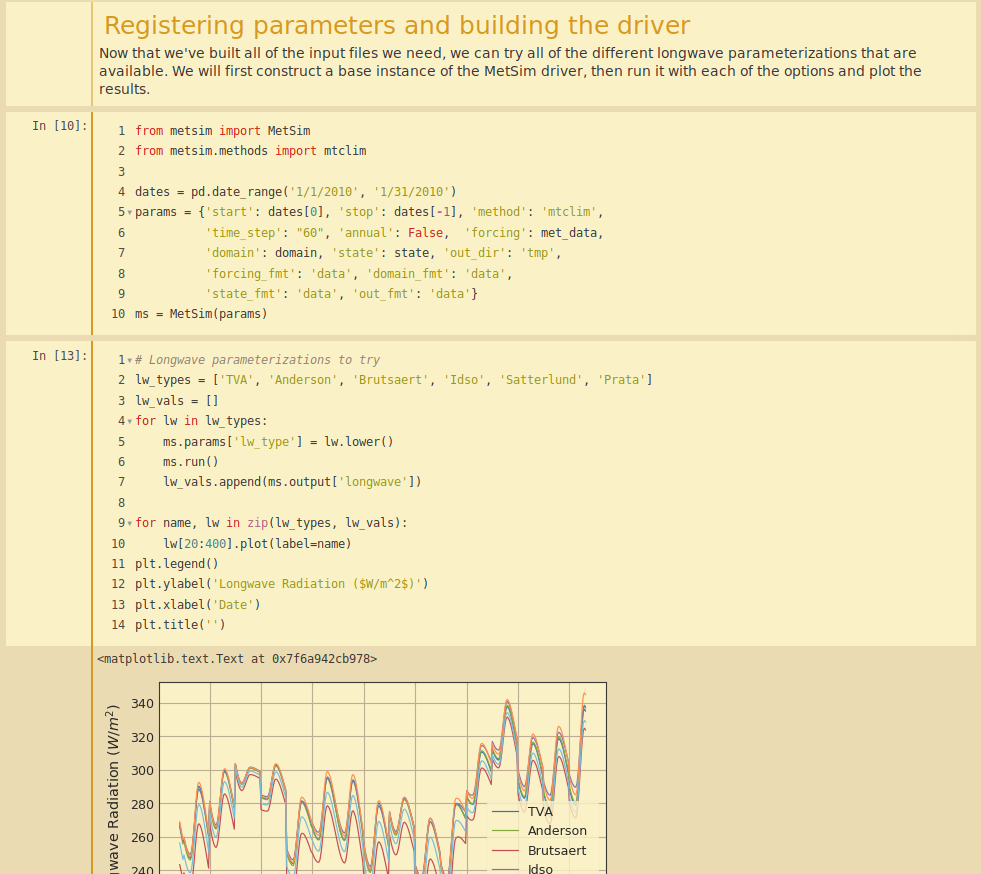 Registering parameters and building the driver
Now that we've built all of the input files we need, we can try all of the different longwave parameterizations that are
available. We will first construct a base instance of the MetSim driver, then run it with each of the options and plot the
results.
In [10]:
1 from metsim import MetSim
2 from metsim.methods import mtclim
3
4 dates = pd.date_range('1/1/2010', '1/31/2010')
5 params = {'start': dates[0], 'stop': dates[-1], 'method': 'mtclim',
6           'time_step': "60", 'annual': False,  'forcing': met_data,
7           'domain': domain, 'state': state, 'out_dir': 'tmp',
8           'forcing_fmt': 'data', 'domain_fmt': 'data',
9           'state_fmt': 'data', 'out_fmt': 'data'}
10 ms = MetSim(params)
In [13]:
1 # Longwave parameterizations to try
2 lw_types = ['TVA', 'Anderson', 'Brutsaert', 'Idso', 'Satterlund', 'Prata']
3 lw_vals = []
4 for lw in lw_types:
5     ms.params['lw_type'] = lw.lower()
6     ms.run()
7     lw_vals.append(ms.output['longwave'])
8
9 for name, lw in zip(lw_types, lw_vals):
10     lw[20:400].plot(label=name)
11 plt.legend()
12 plt.ylabel('Longwave Radiation ($W/m^2$)')
13 plt.xlabel('Date')
14 plt.title('')
<matplotlib.text.Text at 0x7f6a942cb978>
340
320
300
280
260
240
gwave Radiation (W/m²)
TVA
Anderson
Brutsaert
Idso